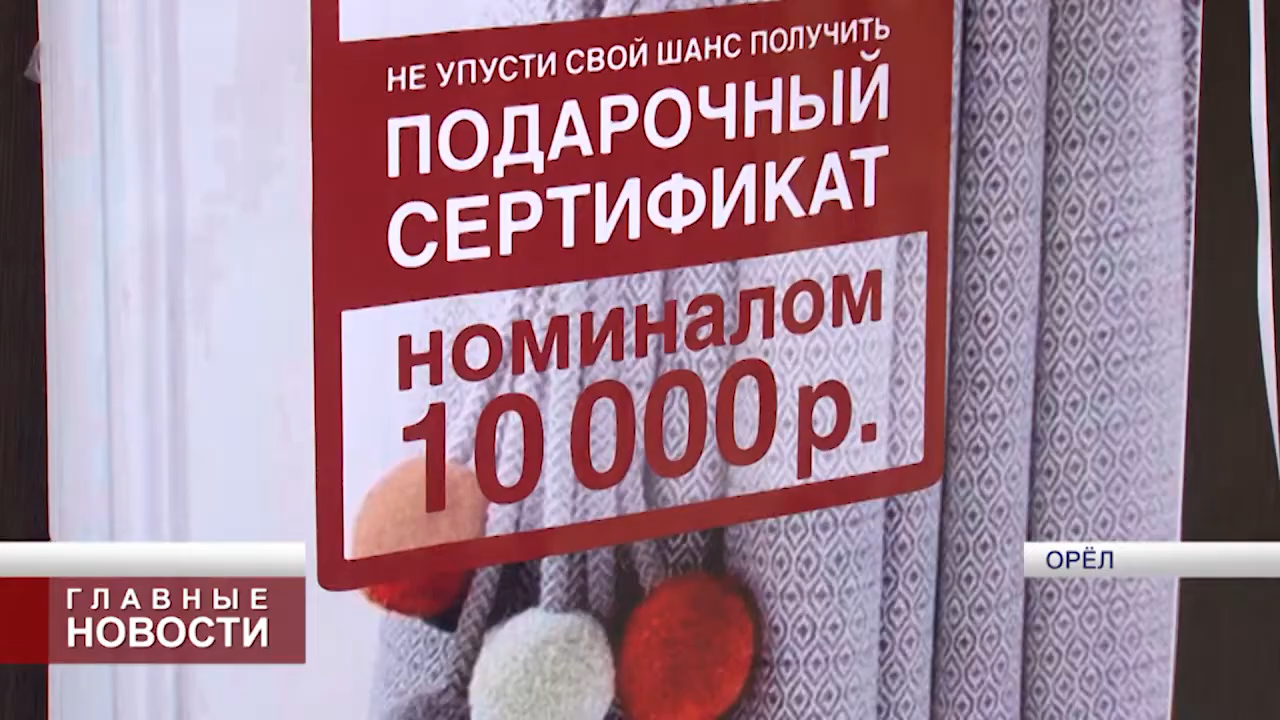 НЕ УПУСТИ СВОЙ ШАНС ПОЛУЧИТЬ
ПОДАРОЧНЫЙ
СЕРТИФИКАТ
номиналом
10 000 р.
ОРЁЛ
ГЛАВНЫЕ
НОВОСТИ